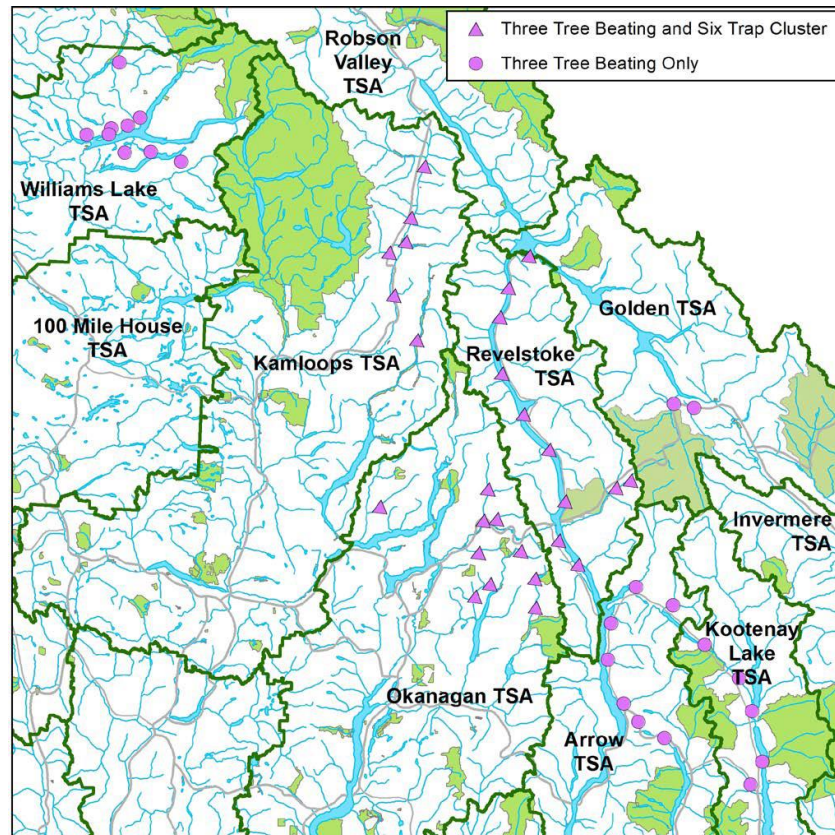 Three Tree Beating and Six Trap Cluster
Three Tree Beating Only
Robson
Valley
TSA
Williams Lake
TSA
Golden TSA
100 Mile House
TSA
Kamloops TSA
Revelstoke
TSA
Invermere
TSA
Kootenay
Lake
TSA
Okanagan TSA
Arrow
TSA